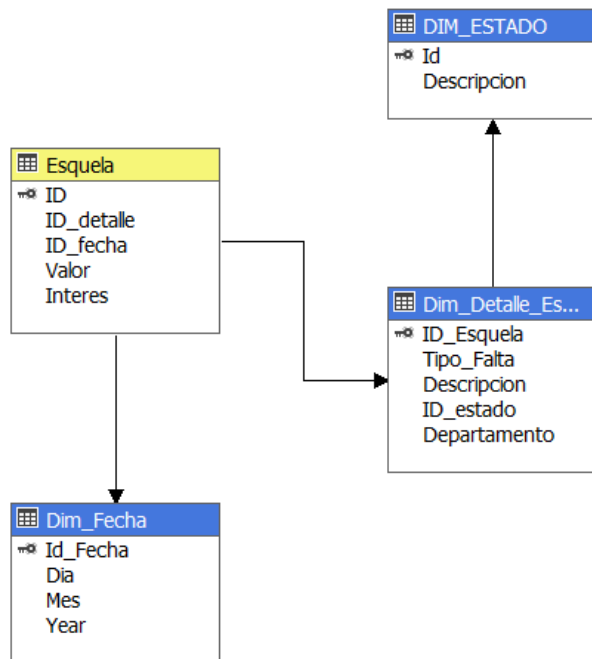 DIM_ESTADO
Id
Descripcion
Esquela
ID
ID_detalle
ID_fecha
Valor
Interes
Dim_Detalle_Es...
ID_Esquela
Tipo_Falta
Descripcion
ID_estado
Departamento
Dim_Fecha
Id_Fecha
Dia
Mes
Year